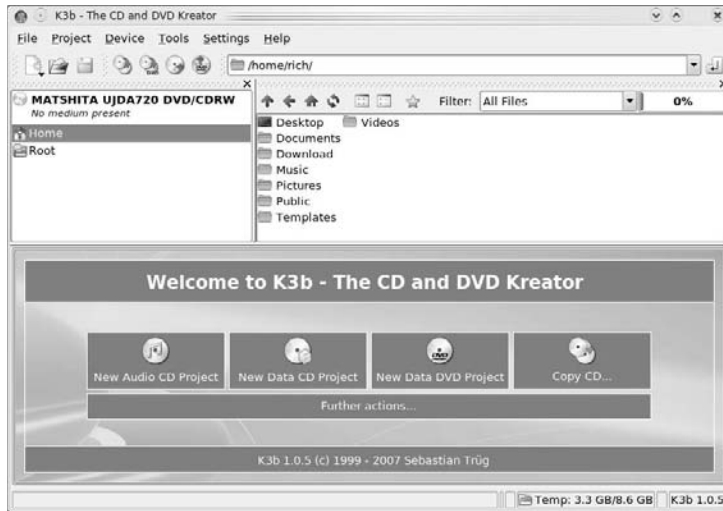 K3b - The CD and DVD Kreator
File Project Device Tools Settings Help
/home/rich/
MATSHITA UJDA720 DVD/CDRW
No medium present
Home
Root
Filter: All Files 0%
Desktop Videos
Documents
Download
Music
Pictures
Public
Templates
Welcome to K3b - The CD and DVD Kreator
New Audio CD Project New Data CD Project New Data DVD Project Copy CD...
Further actions...
K3b 1.0.5 (c) 1999 - 2007 Sebastian Trüg
Temp: 3.3 GB/8.6 GB K3b 1.0.5